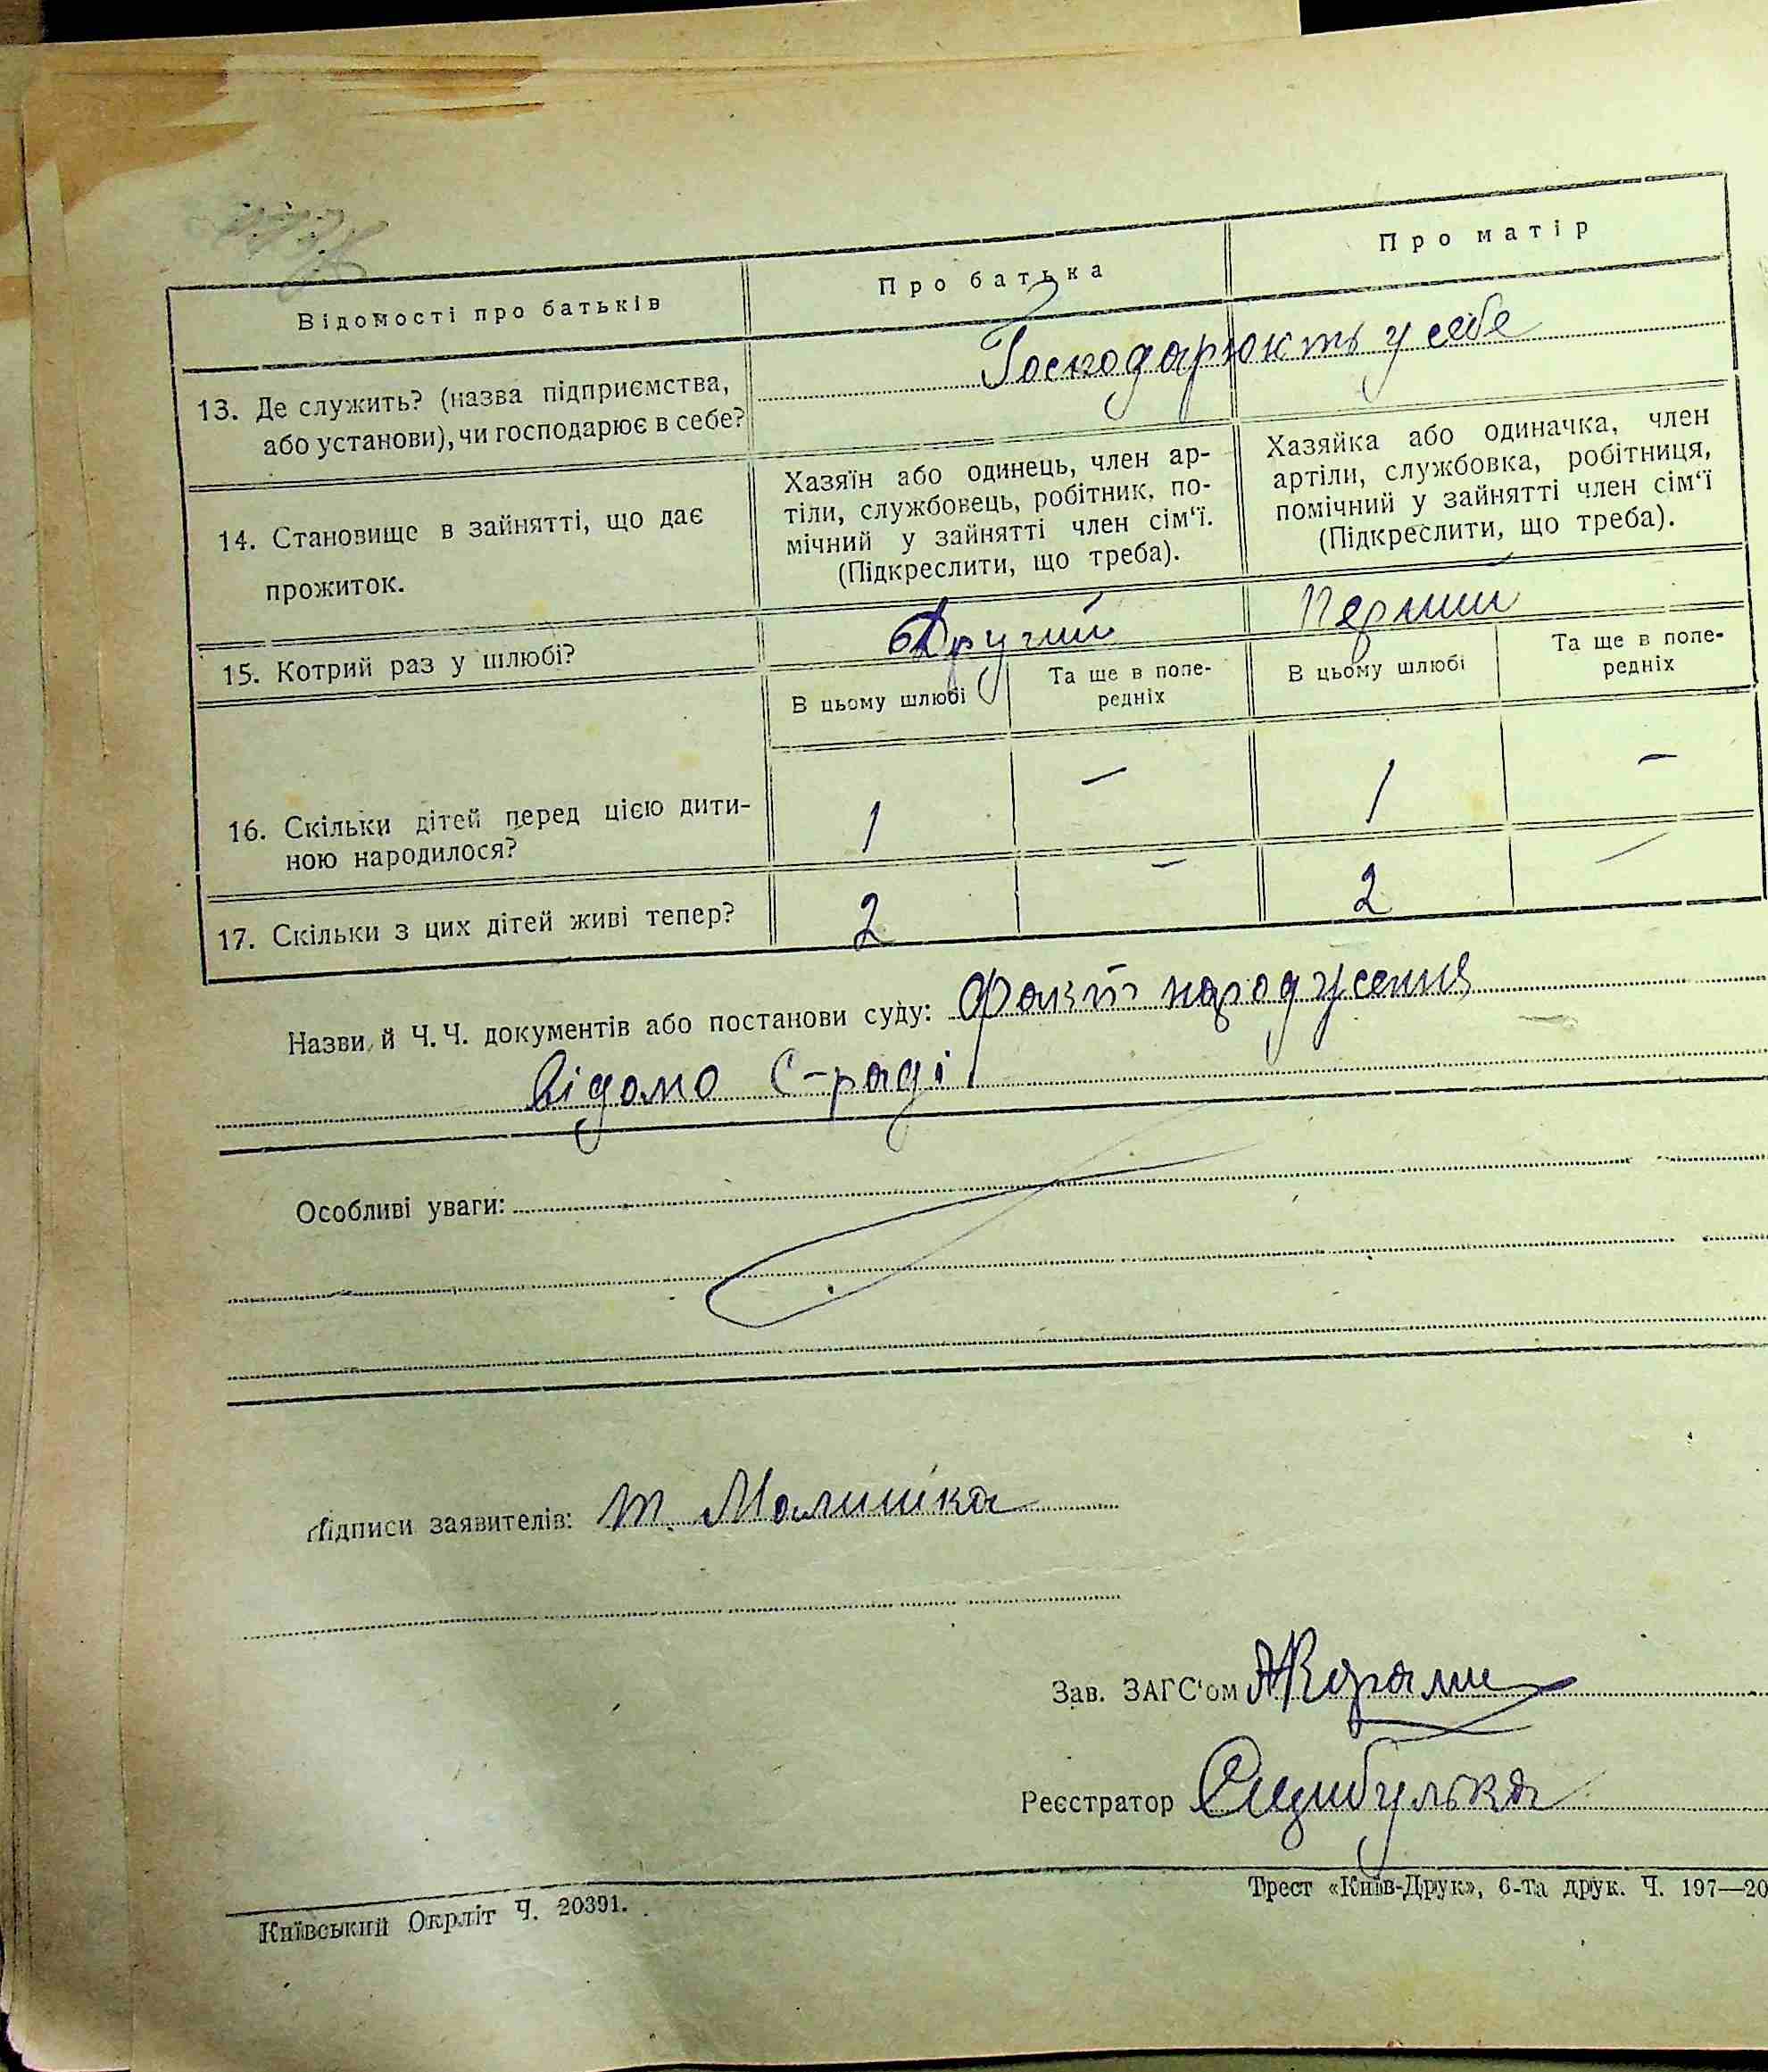 Відомості про батьків
Про батька
Про матір
13. Де служить? (назва підприємства,
або установи), чи господарює в себе?
Господарюють у себе
14. Становище в зайнятті, що дає
прожиток.
Хазяїн або одинець, член ар-
тіли, службовець, робітник, по-
мічний у зайнятті член сім‘ї.
(Підкреслити, що треба).
Хазяйка або одиначка, член
артіли, службовка, робітниця,
помічний у зайнятті член сім‘ї
(Підкреслити, що треба).
15. Котрий раз у шлюбі?
Другий
Перший
В цьому шлюбі
Та ще в попе-
редніх
В цьому шлюбі
Та ще в попе-
редніх
16. Скільки дітей перед цією дити-
ною народилося?
1
—
1
—
17. Скільки з цих дітей живі тепер?
2
—
2
—
Назви й Ч. Ч. документів або постанови суду: Факт народження
відомо С-раді
Особливі уваги:
Підписи заявителів: т. Малишка
Зав. ЗАГС‘ом
Реєстратор
Київський Окрліт Ч. 20391.
Трест «Київ-Друк», 6-та друк. Ч. 197—20